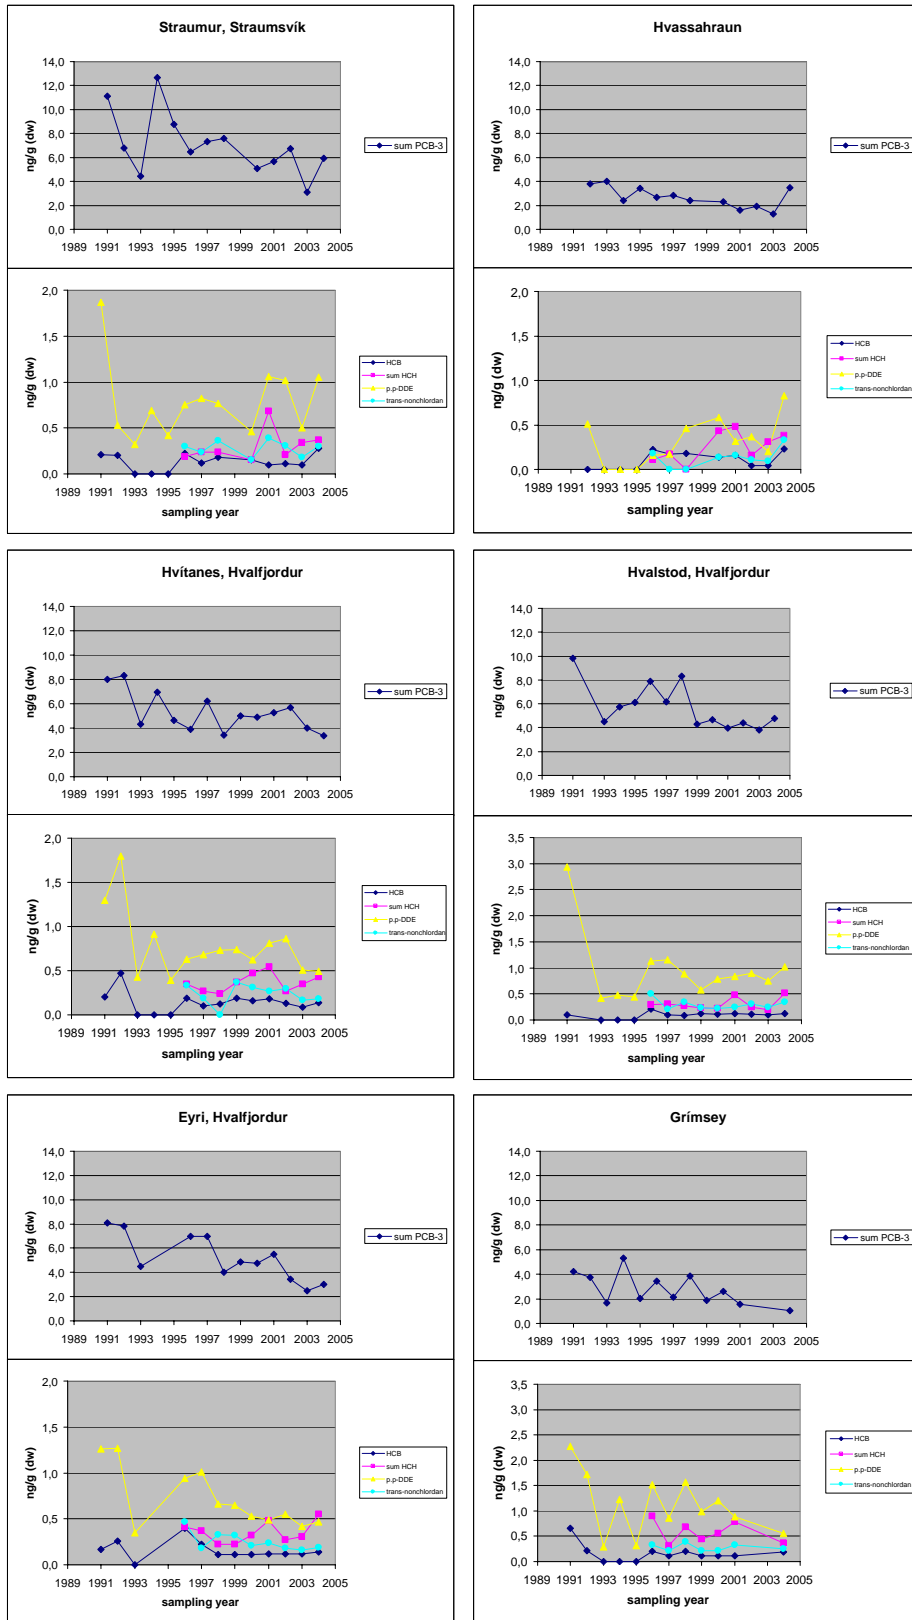 Straumur, Straumsvík
14,0
12,0
10,0
8,0
6,0
4,0
2,0
0,0
ng/g (dw)
1989 1991 1993 1995 1997 1999 2001 2003 2005
sum PCB-3
2,0
1,5
1,0
0,5
0,0
ng/g (dw)
1989 1991 1993 1995 1997 1999 2001 2003 2005
sampling year
HCB
sum HCH
p.p-DDE
trans-nonchlordan
Hvassahraun
14,0
12,0
10,0
8,0
6,0
4,0
2,0
0,0
ng/g (dw)
1989 1991 1993 1995 1997 1999 2001 2003 2005
sum PCB-3
2,0
1,5
1,0
0,5
0,0
ng/g (dw)
1989 1991 1993 1995 1997 1999 2001 2003 2005
sampling year
HCB
sum HCH
p.p-DDE
trans-nonchlordan
Hvítanes, Hvalfjordur
14,0
12,0
10,0
8,0
6,0
4,0
2,0
0,0
ng/g (dw)
1989 1991 1993 1995 1997 1999 2001 2003 2005
sum PCB-3
2,0
1,5
1,0
0,5
0,0
ng/g (dw)
1989 1991 1993 1995 1997 1999 2001 2003 2005
sampling year
HCB
sum HCH
p.p-DDE
trans-nonchlordan
Hvalstod, Hvalfjordur
14,0
12,0
10,0
8,0
6,0
4,0
2,0
0,0
ng/g (dw)
1989 1991 1993 1995 1997 1999 2001 2003 2005
sum PCB-3
3,5
3,0
2,5
2,0
1,5
1,0
0,5
0,0
ng/g (dw)
1989 1991 1993 1995 1997 1999 2001 2003 2005
sampling year
HCB
sum HCH
p.p-DDE
trans-nonchlordan
Eyri, Hvalfjordur
14,0
12,0
10,0
8,0
6,0
4,0
2,0
0,0
ng/g (dw)
1989 1991 1993 1995 1997 1999 2001 2003 2005
sum PCB-3
2,0
1,5
1,0
0,5
0,0
ng/g (dw)
1989 1991 1993 1995 1997 1999 2001 2003 2005
sampling year
HCB
sum HCH
p.p-DDE
trans-nonchlordan
Grímsey
14,0
12,0
10,0
8,0
6,0
4,0
2,0
0,0
ng/g (dw)
1989 1991 1993 1995 1997 1999 2001 2003 2005
sum PCB-3
3,5
3,0
2,5
2,0
1,5
1,0
0,5
0,0
ng/g (dw)
1989 1991 1993 1995 1997 1999 2001 2003 2005
sampling year
HCB
sum HCH
p.p-DDE
trans-nonchlordan